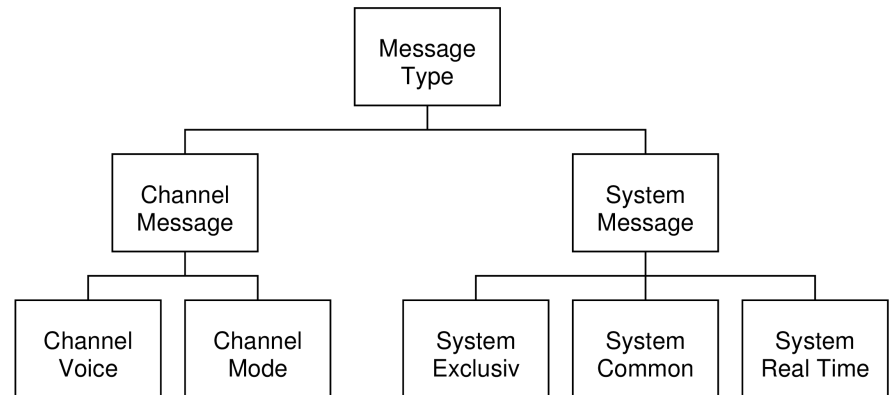 Message
Type
Channel
Message
System
Message
Channel
Voice
Channel
Mode
System
Exclusiv
System
Common
System
Real Time